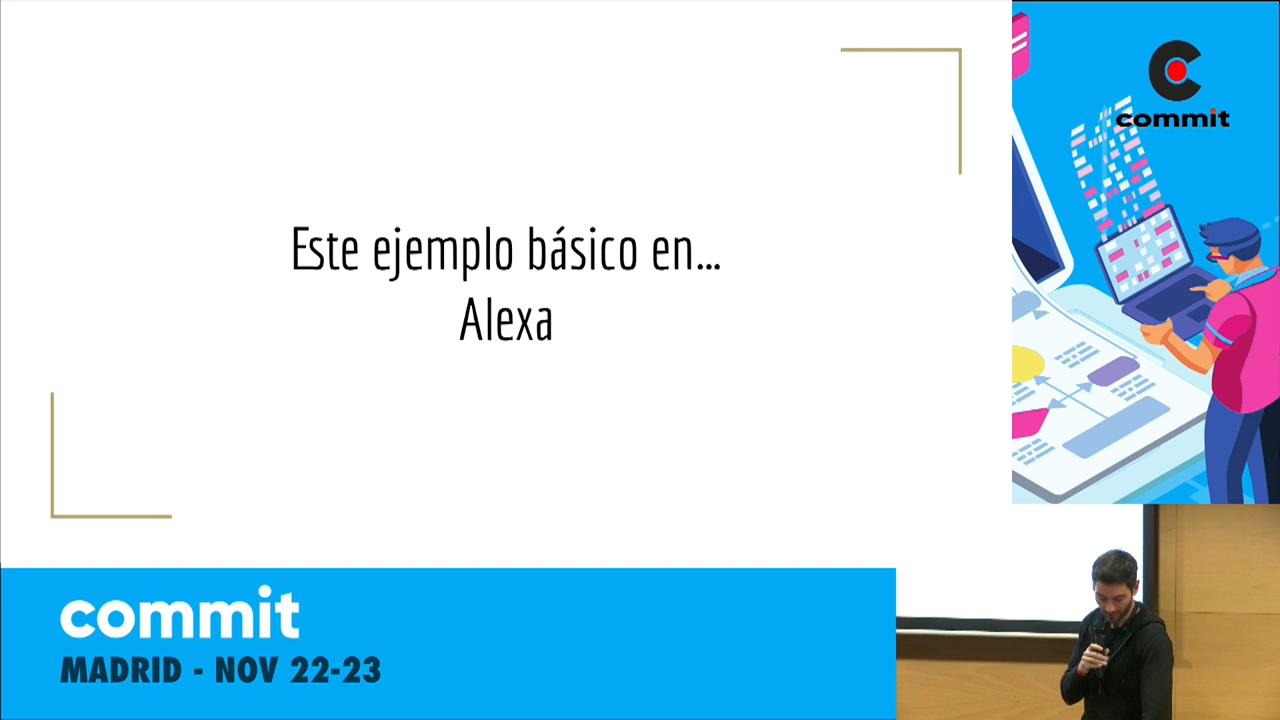 Este ejemplo básico en...
Alexa
commit
commit
MADRID - NOV 22-23